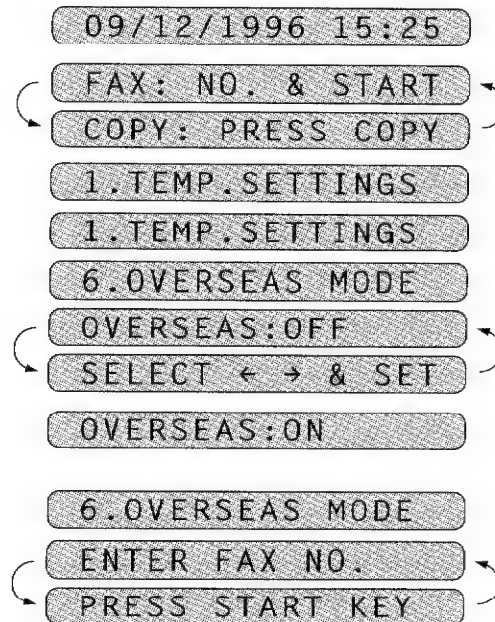 09/12/1996 15:25
FAX: NO. & START
COPY: PRESS COPY
1.TEMP.SETTINGS
1.TEMP.SETTINGS
6.OVERSEAS MODE
OVERSEAS:OFF
SELECT ← → & SET
OVERSEAS:ON
6.OVERSEAS MODE
ENTER FAX NO.
PRESS START KEY